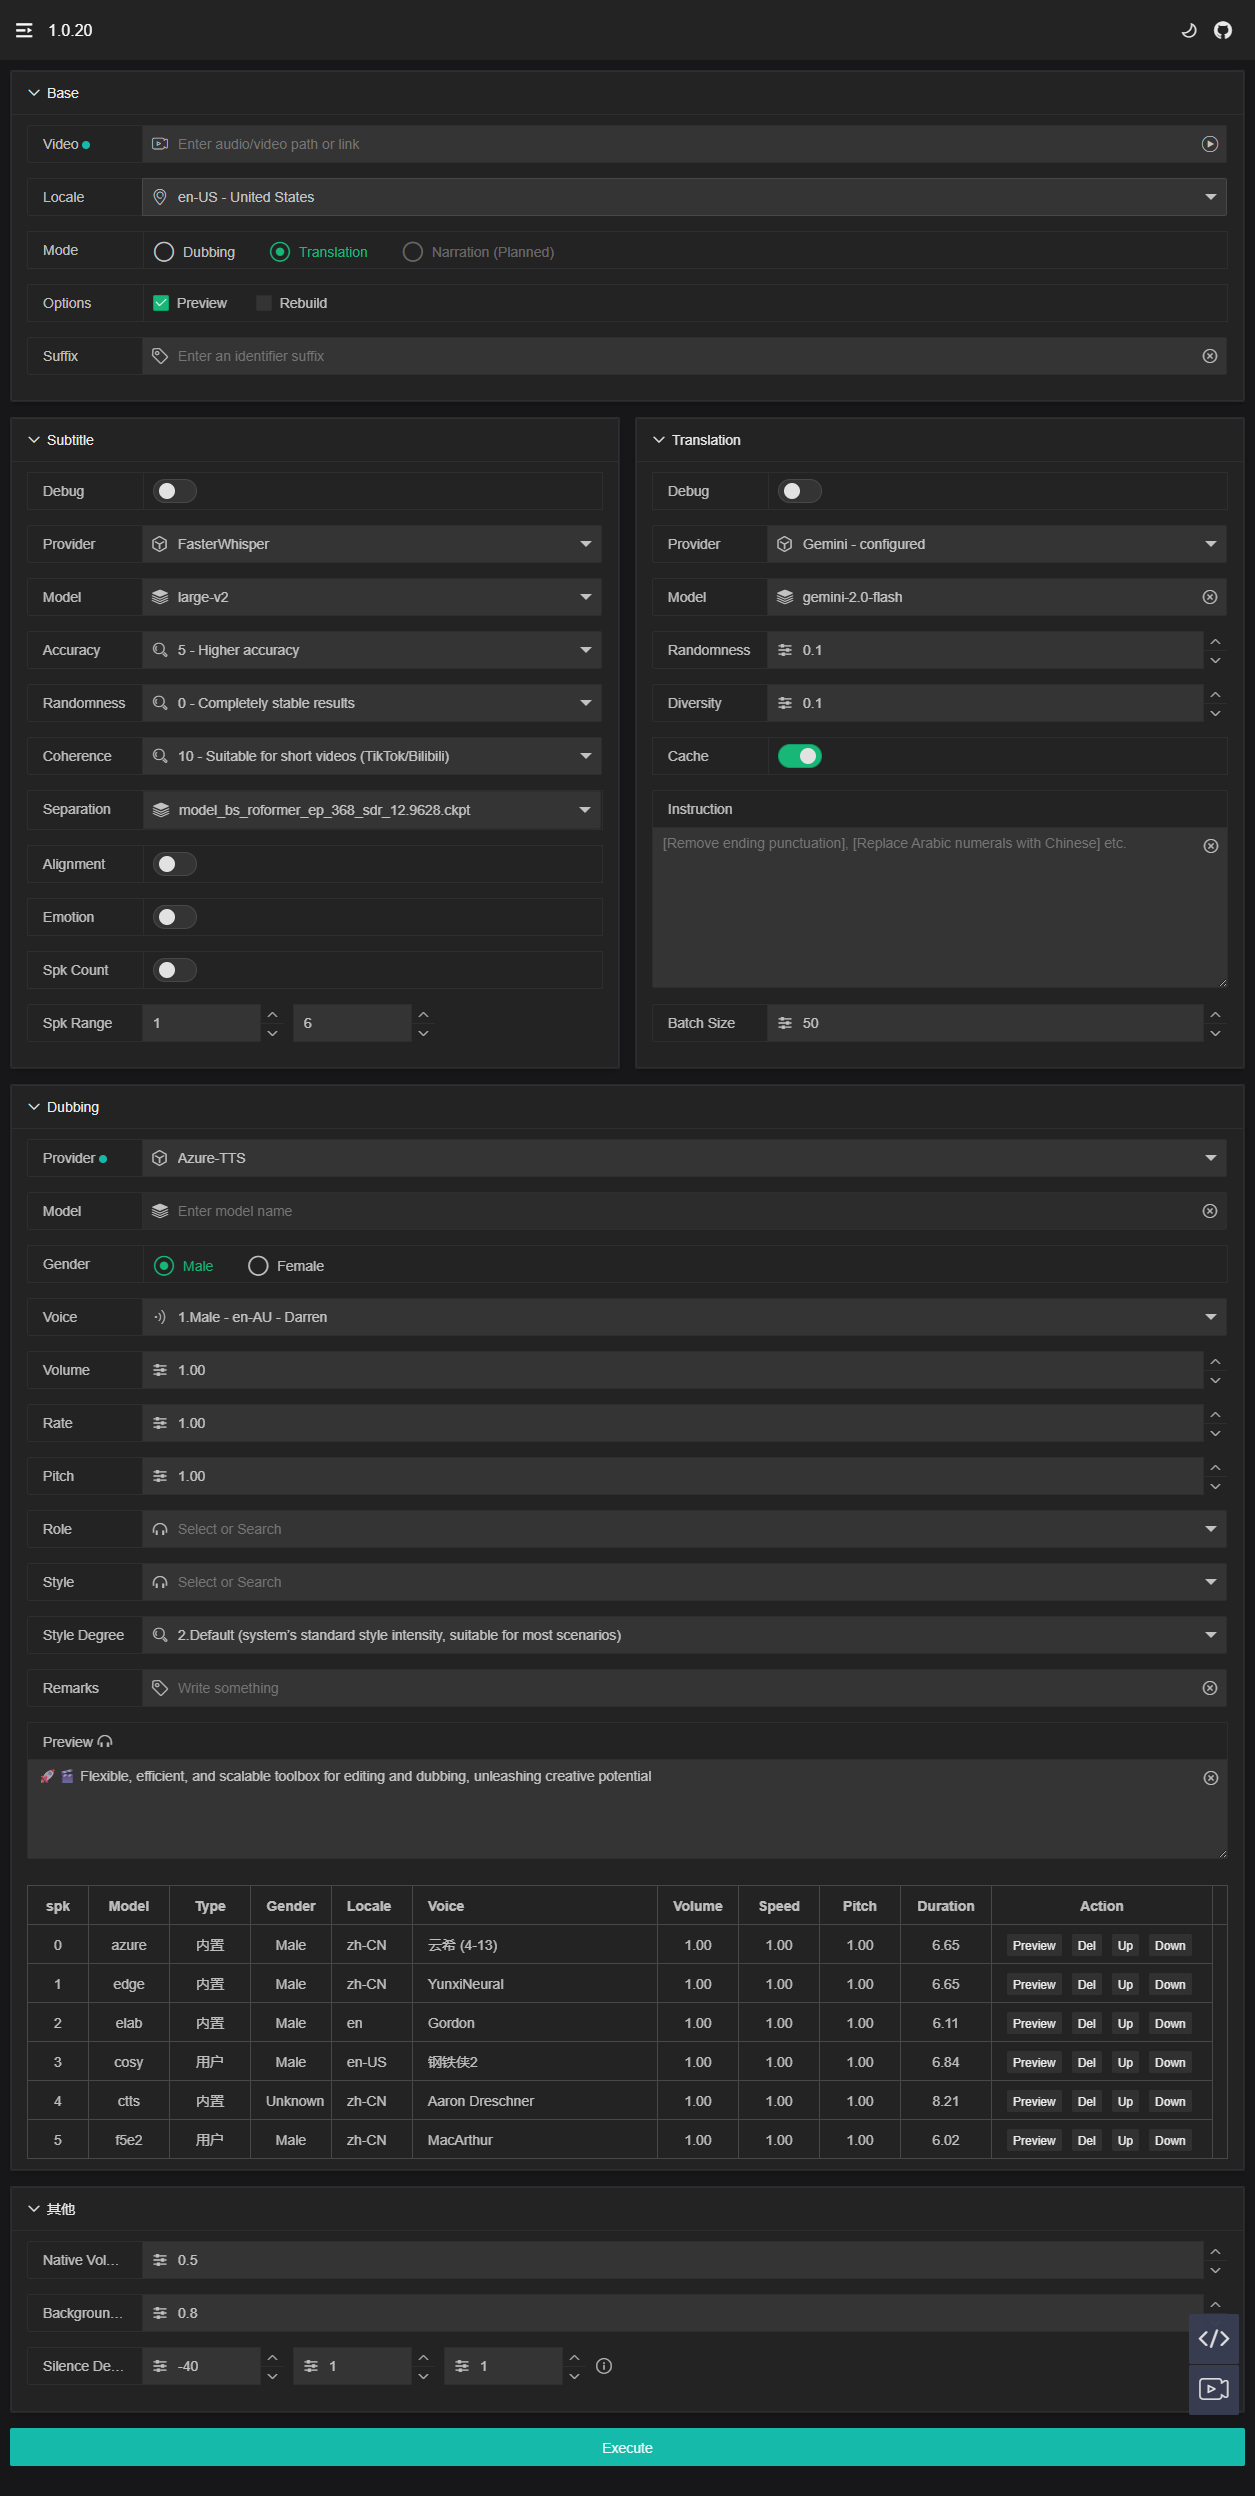 1.0.20
Base
Video
Enter audio/video path or link
Locale
en-US - United States
Mode
Dubbing
Translation
Narration (Planned)
Options
Preview
Rebuild
Suffix
Enter an identifier suffix
Subtitle
Debug
Provider
FasterWhisper
Model
large-v2
Accuracy
5 - Higher accuracy
Randomness
0 - Completely stable results
Coherence
10 - Suitable for short videos (TikTok/Bilibili)
Separation
model_bs_roformer_ep_368_sdr_12.9628.ckpt
Alignment
Emotion
Spk Count
Spk Range
1
6
Translation
Debug
Provider
Gemini - configured
Model
gemini-2.0-flash
Randomness
0.1
Diversity
0.1
Cache
Instruction
[Remove ending punctuation], [Replace Arabic numerals with Chinese] etc.
Batch Size
50
Dubbing
Provider
Azure-TTS
Model
Enter model name
Gender
Male
Female
Voice
1.Male - en-AU - Darren
Volume
1.00
Rate
1.00
Pitch
1.00
Role
Select or Search
Style
Select or Search
Style Degree
2.Default (system's standard style intensity, suitable for most scenarios)
Remarks
Write something
Preview
🚀 🎬 Flexible, efficient, and scalable toolbox for editing and dubbing, unleashing creative potential
spk Model Type Gender Locale Voice Volume Speed Pitch Duration Action
0 azure 内置 Male zh-CN 云希 (4-13) 1.00 1.00 1.00 6.65 Preview Del Up Down
1 edge 内置 Male zh-CN YunxiNeural 1.00 1.00 1.00 6.65 Preview Del Up Down
2 elab 内置 Male en Gordon 1.00 1.00 1.00 6.11 Preview Del Up Down
3 cosy 用户 Male en-US 钢铁侠2 1.00 1.00 1.00 6.84 Preview Del Up Down
4 ctts 内置 Unknown zh-CN Aaron Dreschner 1.00 1.00 1.00 8.21 Preview Del Up Down
5 f5e2 用户 Male zh-CN MacArthur 1.00 1.00 1.00 6.02 Preview Del Up Down
其他
Native Vol...
0.5
Backgroun...
0.8
Silence De...
-40
1
1
Execute